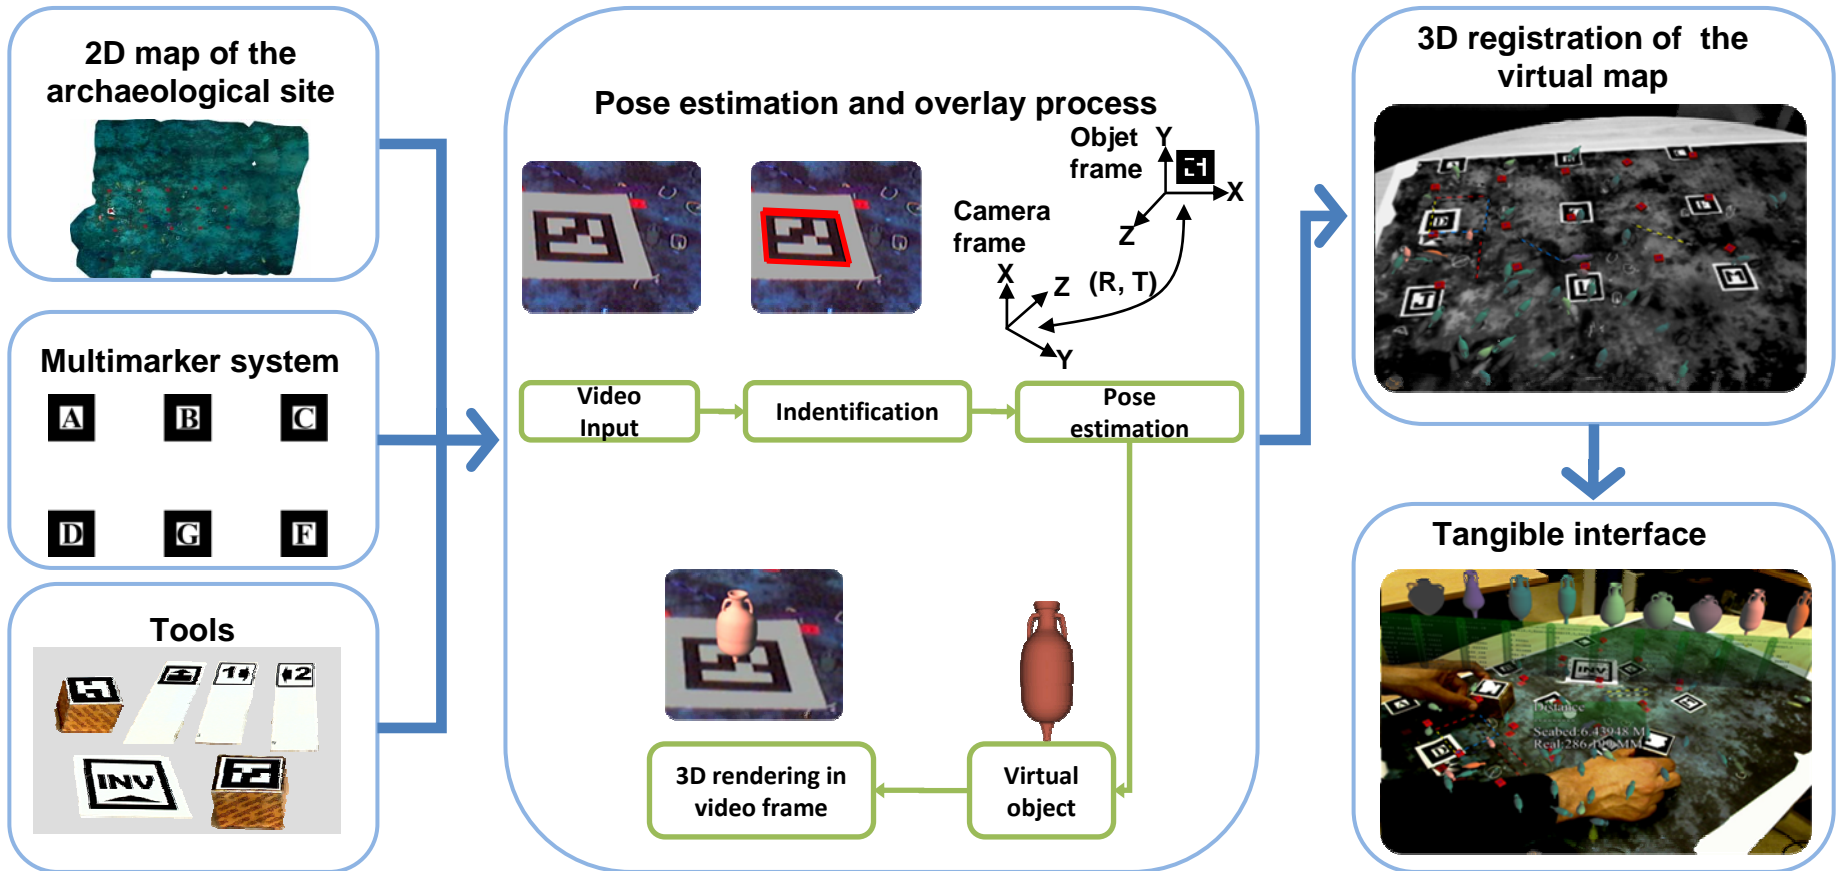 2D map of the
archaeological site
Multimarker system
A B C
D G F
Tools
1 2
INV
Pose estimation and overlay process
Objet
frame
Y
X
Z
Camera
frame
X
Z
(R, T)
Y
Video
Input
Indentification
Pose
estimation
3D rendering in
video frame
Virtual
object
3D registration of the
virtual map
J
L
M
Tangible interface
INV
Distance
Seabed:6.43948 M